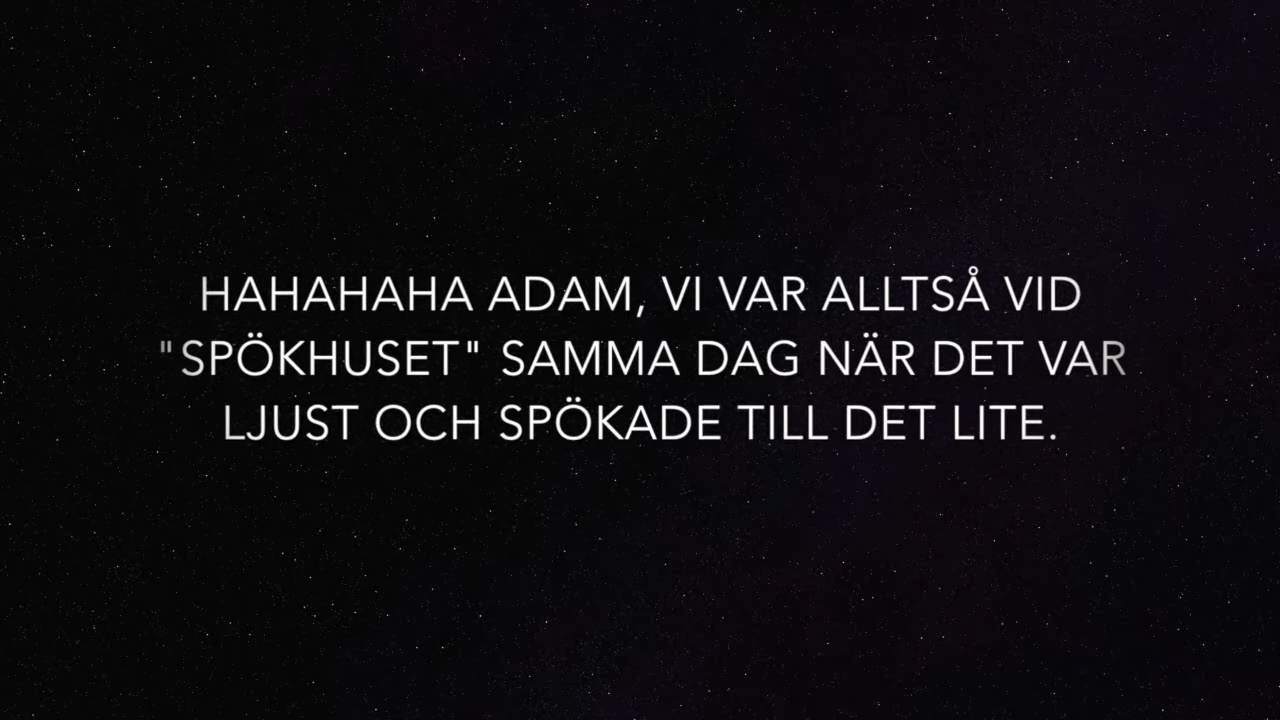 HAHAHAHA ADAM, VI VAR ALLTSÅ VID
"SPÖKHUSET" SAMMA DAG NÄR DET VAR
LJUST OCH SPÖKADE TILL DET LITE.